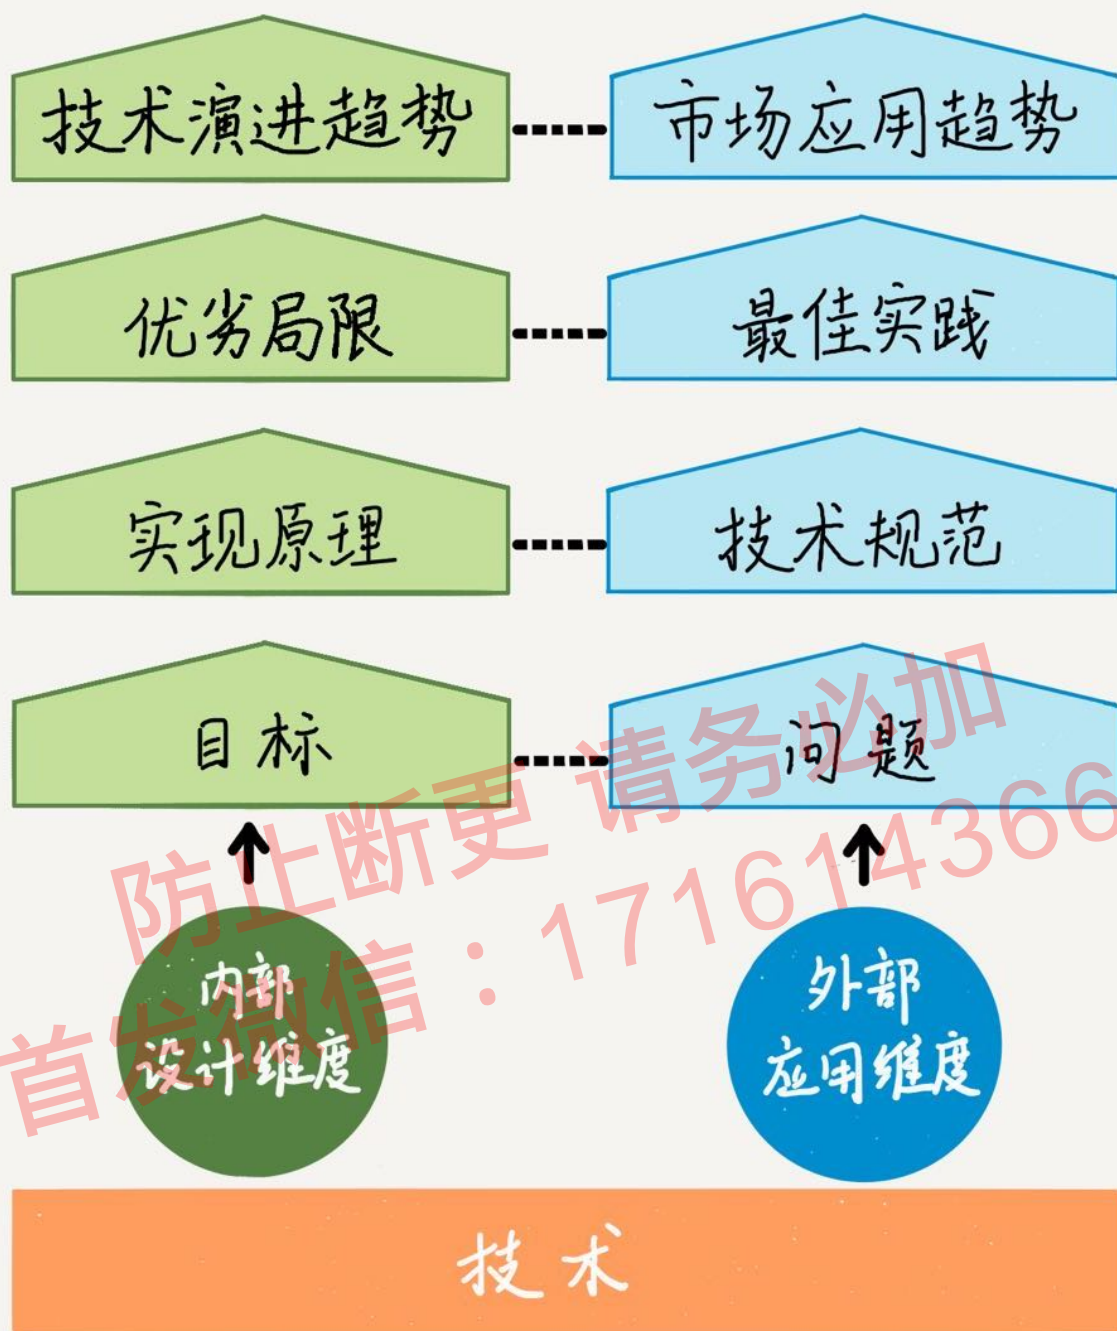 技术演进趋势
市场应用趋势
优劣局限
最佳实践
实现原理
技术规范
目标
问题
防止断更 请务必加
首发微信：171614366
内部
设计维度
外部
应用维度
技术